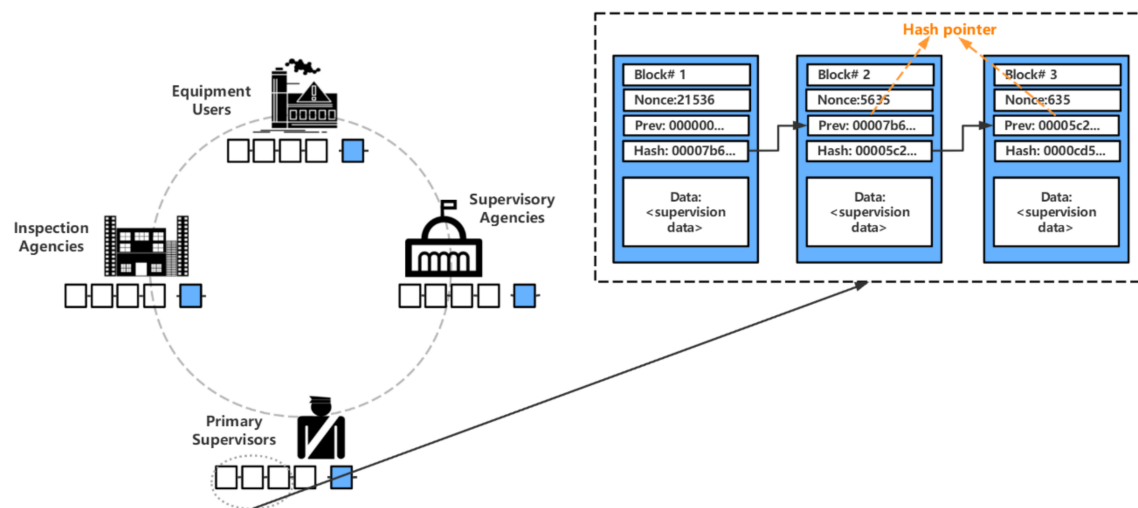 Equipment
Users
Inspection
Agencies
Supervisory
Agencies
Primary
Supervisors
Hash pointer
Block# 1
Nonce:21536
Prev: 000000...
Hash: 00007b6...
Data:
<supervision
data>
Block# 2
Nonce:5635
Prev: 00007b6...
Hash: 00005c2...
Data:
<supervision
data>
Block# 3
Nonce:635
Prev: 00005c2...
Hash: 0000cd5...
Data:
<supervision
data>